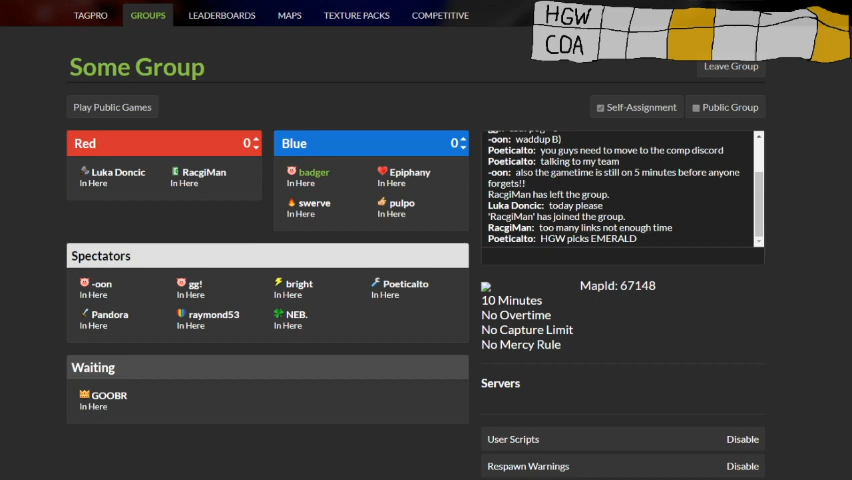 TAGPRO GROUPS LEADERBOARDS MAPS TEXTURE PACKS COMPETITIVE
HGW
CDA
Some Group
Leave Group
Play Public Games
Self-Assignment
Public Group
Red 0
Blue 0
Luka Doncic
In Here
RacgiMan
In Here
badger
In Here
Epiphany
In Here
swerve
In Here
pulpo
In Here
Spectators
-oon
In Here
gg!
In Here
bright
In Here
Poeticalto
In Here
Pandora
In Here
raymond53
In Here
NEB.
In Here
Waiting
GOOBR
In Here
-oon: waddup B)
Poeticalto: you guys need to move to the comp discord
Poeticalto: talking to my team
-oon: also the gametime is still on 5 minutes before anyone
forgets!!
RacgiMan has left the group.
Luka Doncic: today please
'RacgiMan' has joined the group.
RacgiMan: too many links not enough time
Poeticalto: HGW picks EMERALD
MapId: 67148
10 Minutes
No Overtime
No Capture Limit
No Mercy Rule
Servers
User Scripts Disable
Respawn Warnings Disable